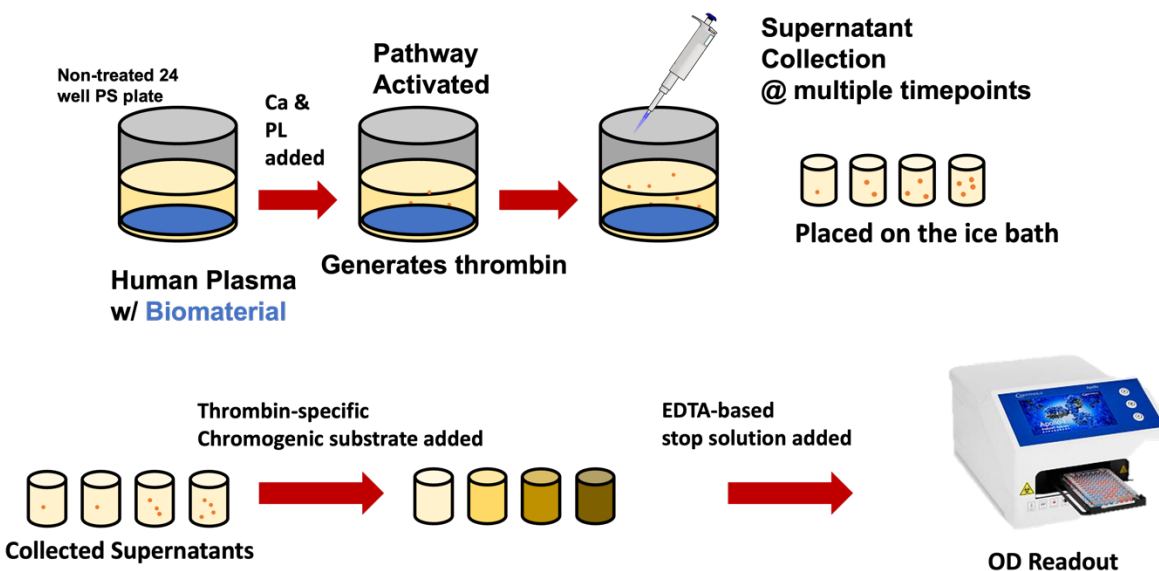 Non-treated 24
well PS plate
Ca &
PL
added
Pathway
Activated
Supernatant
Collection
@ multiple timepoints
Human Plasma
w/ Biomaterial
Generates thrombin
Placed on the ice bath
Thrombin-specific
Chromogenic substrate added
EDTA-based
stop solution added
Collected Supernatants
OD Readout